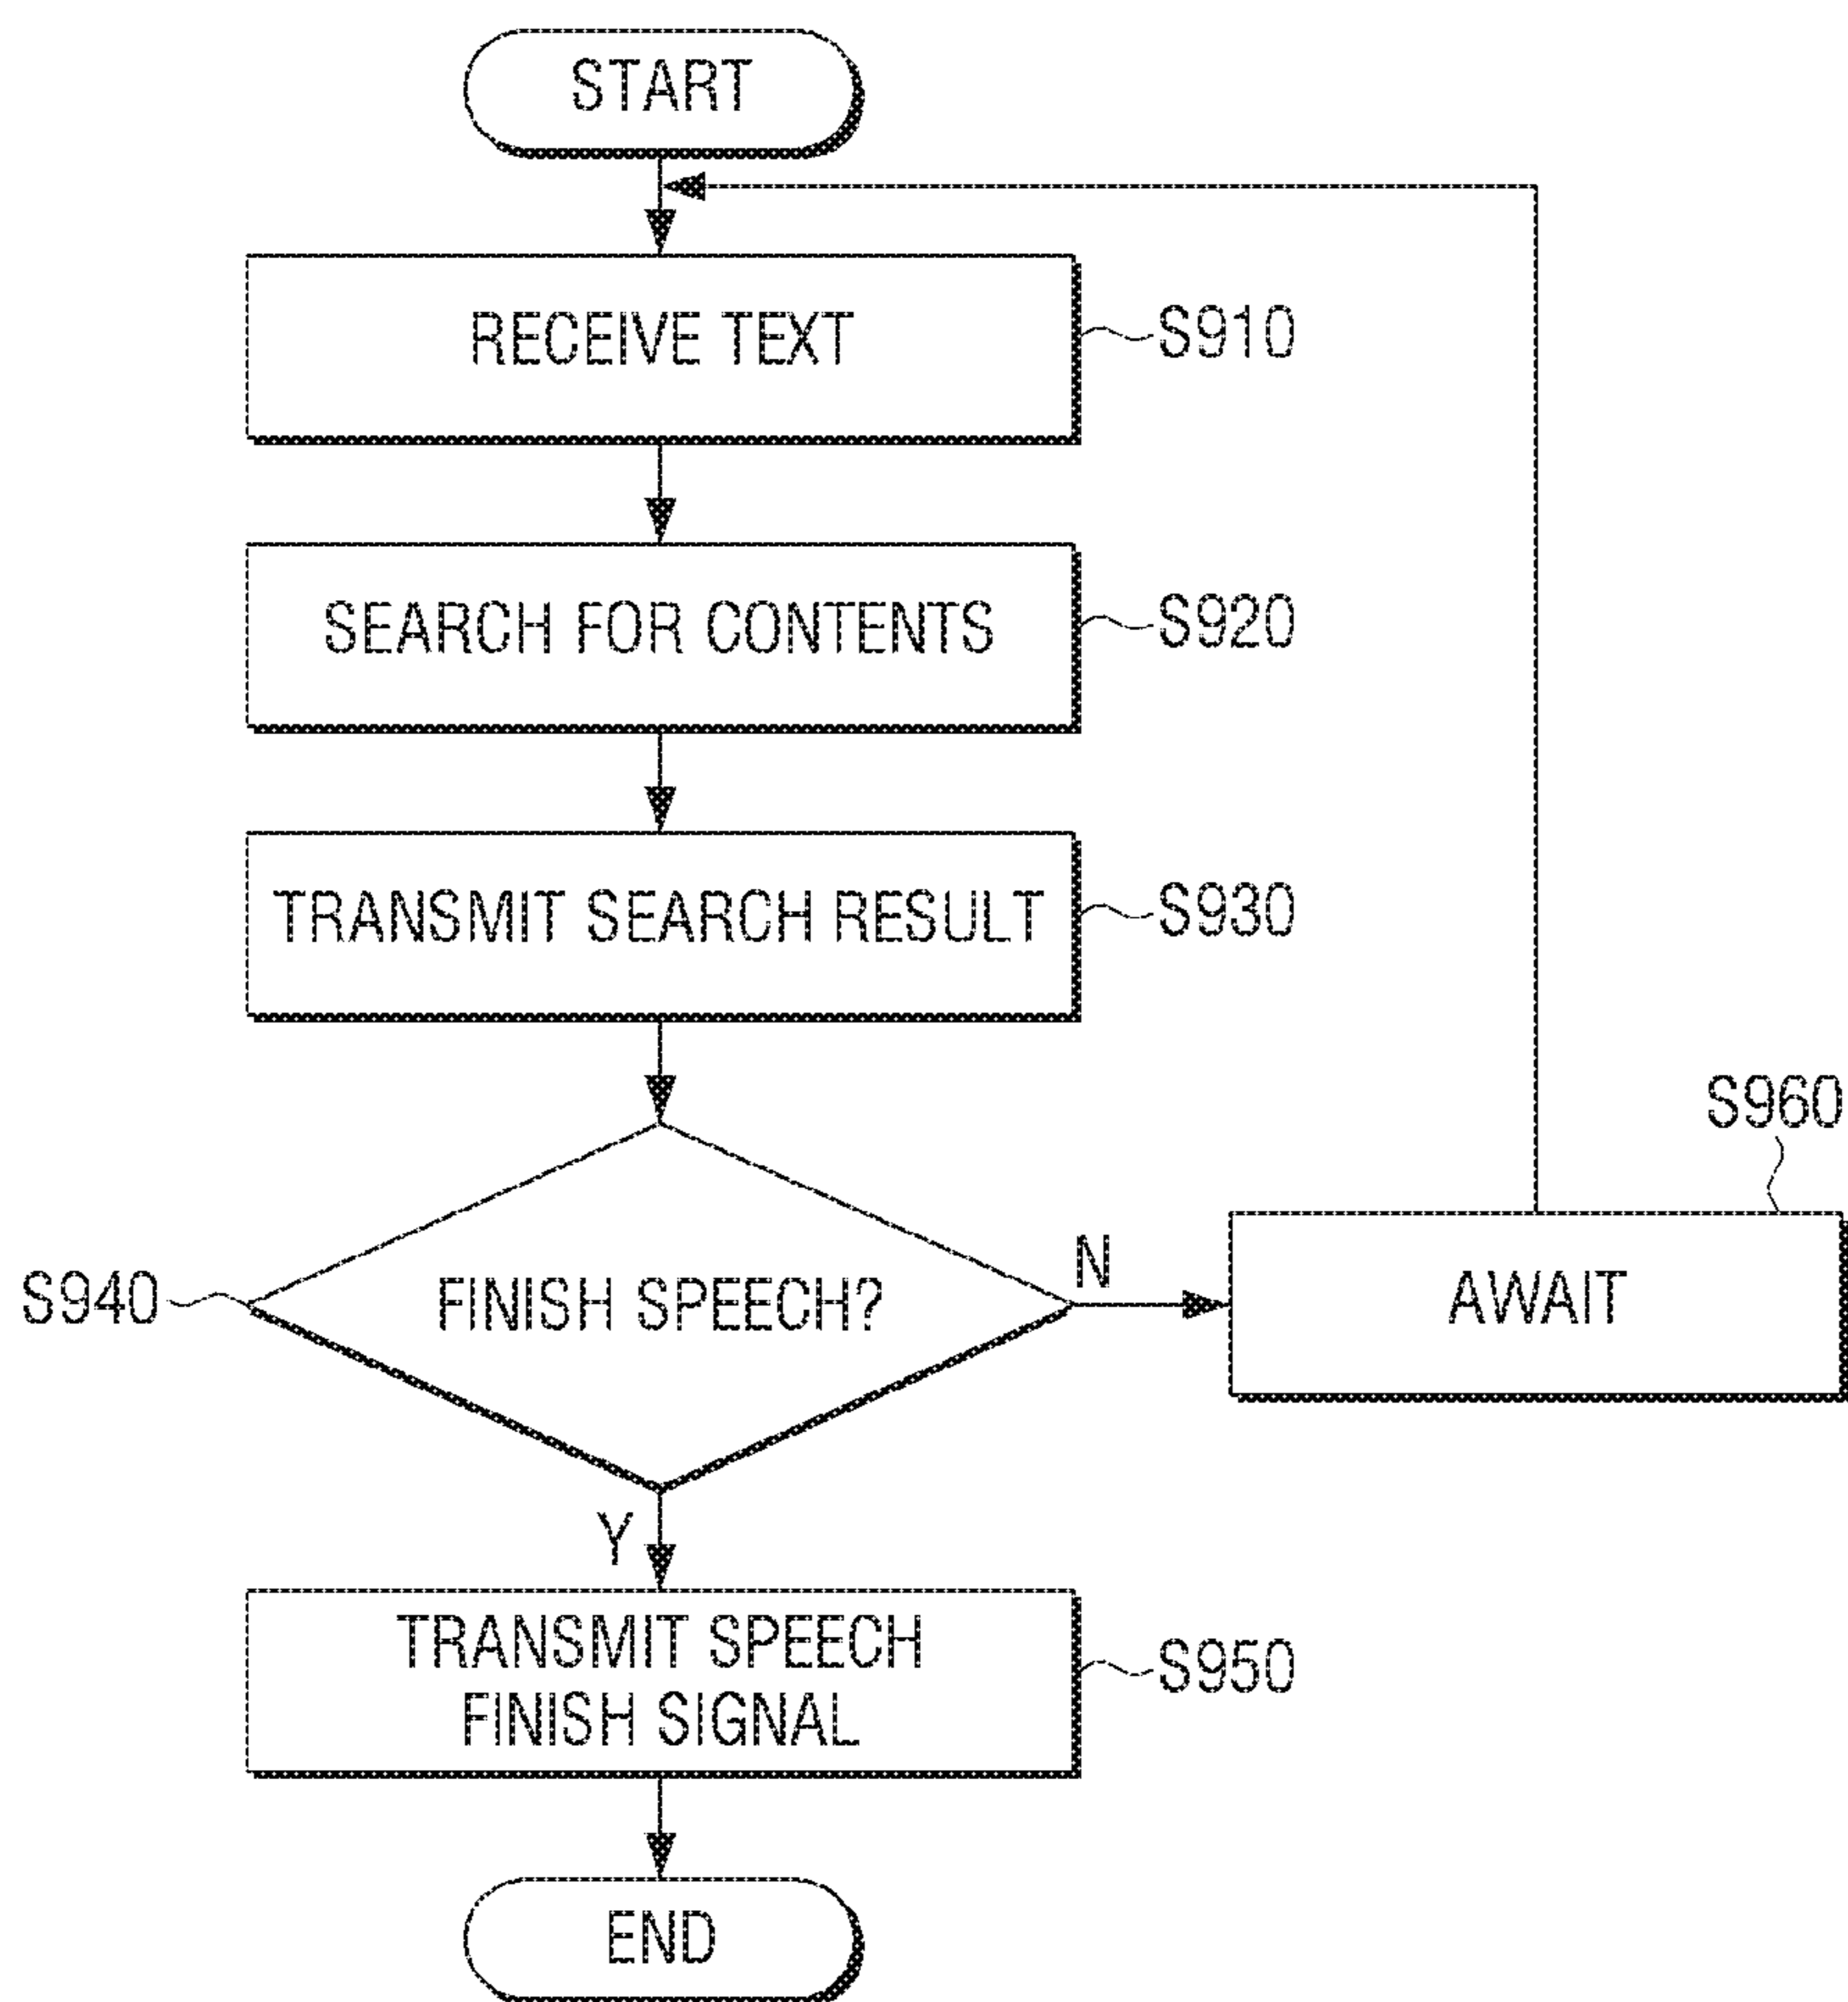 START
RECEIVE TEXT
S910
SEARCH FOR CONTENTS
S920
TRANSMIT SEARCH RESULT
S930
S940
FINISH SPEECH?
N
S960
AWAIT
Y
TRANSMIT SPEECH
FINISH SIGNAL
S950
END